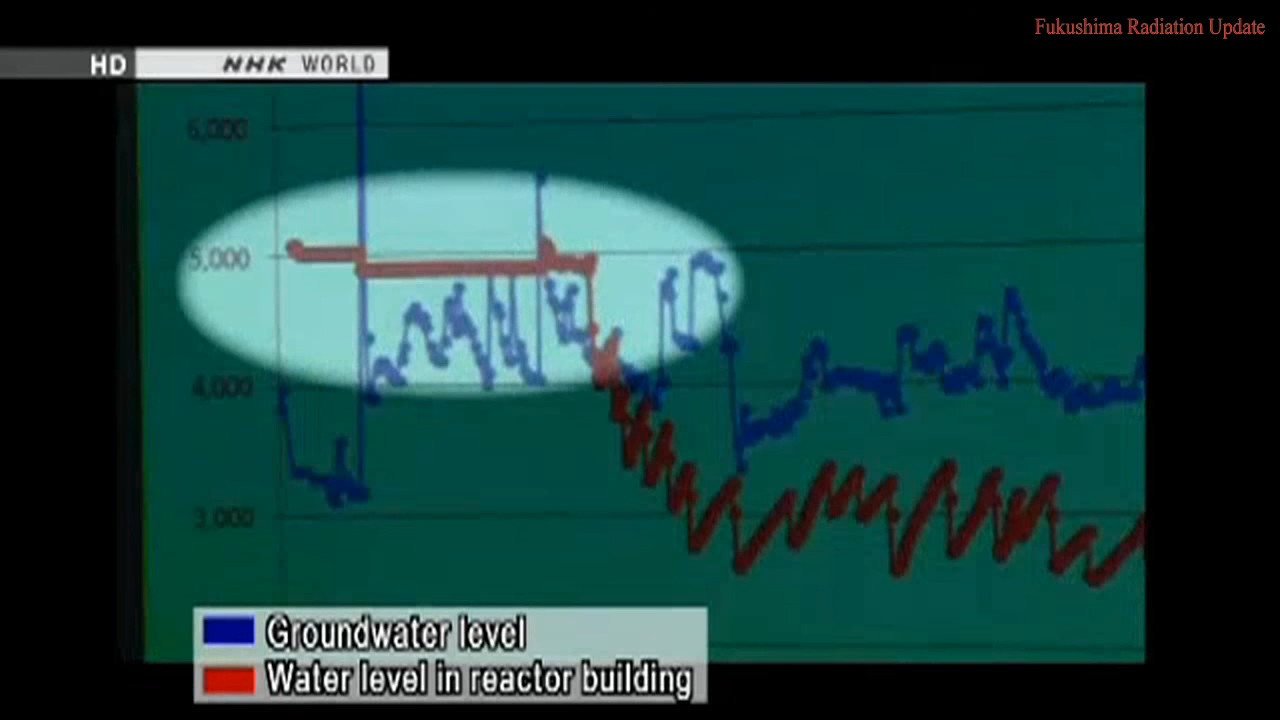 Fukushima Radiation Update
HD NHK WORLD
6,000
5,000
4,000
3,000
Groundwater level
Water level in reactor building